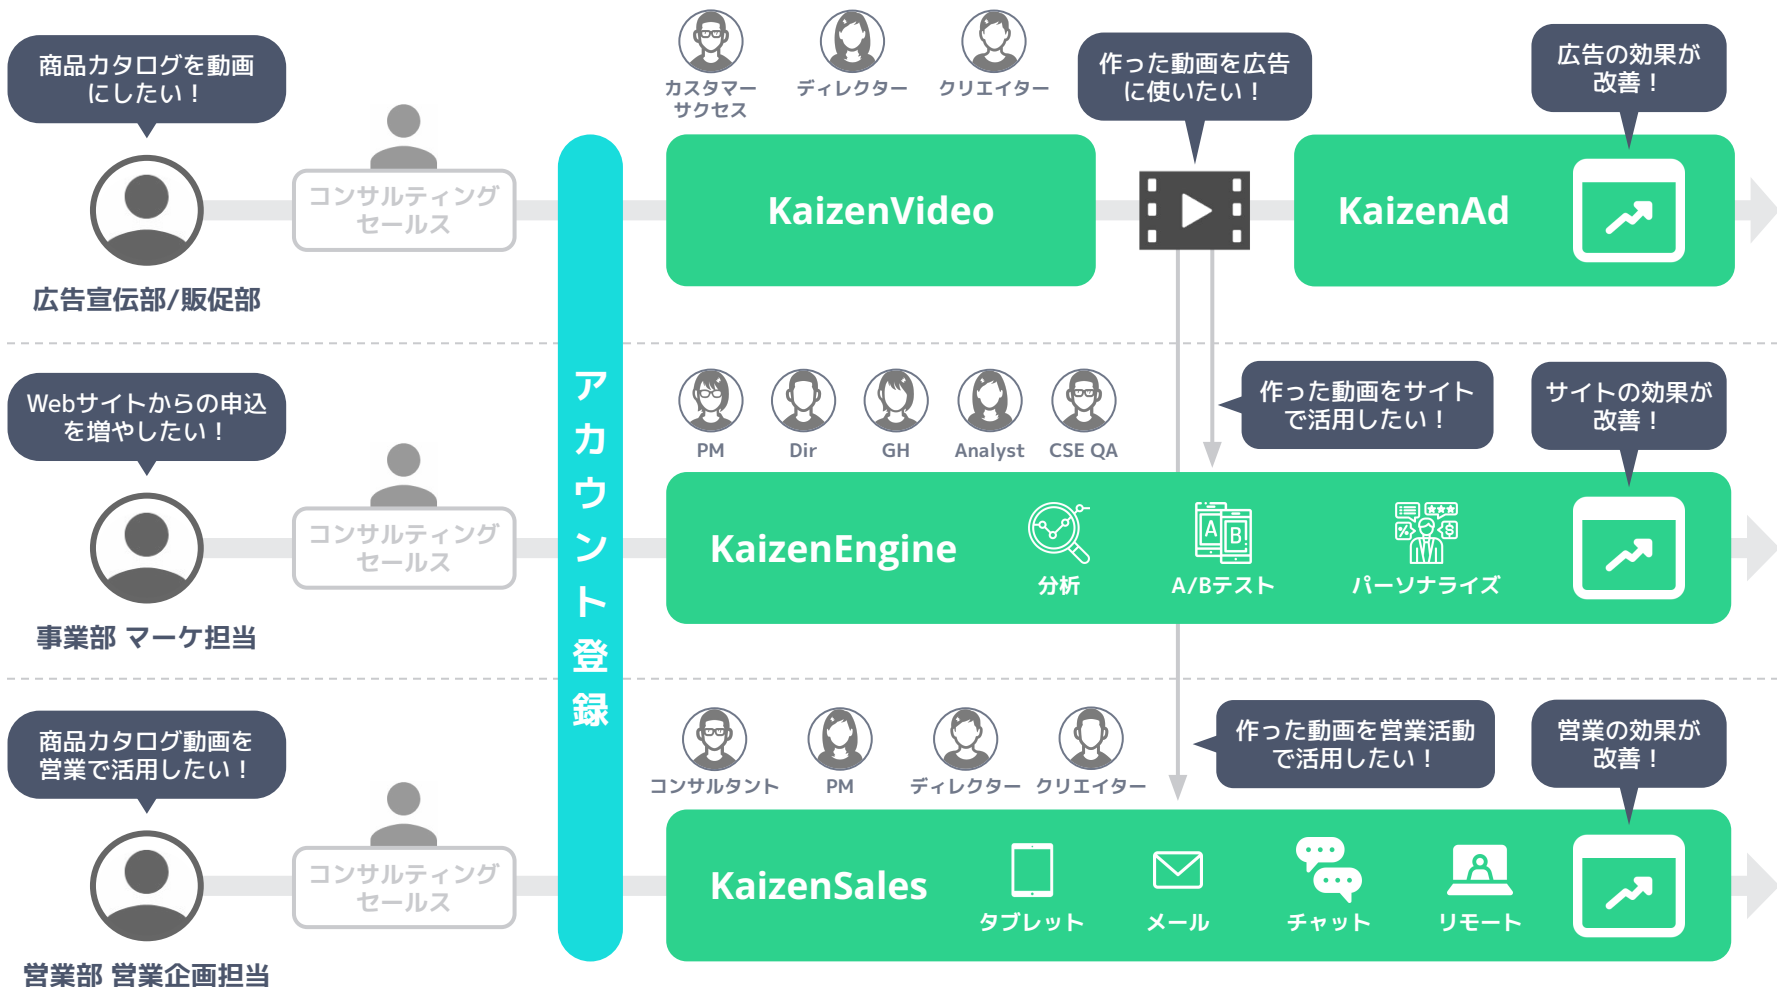 商品カタログを動画
にしたい！
コンサルティング
セールス
広告宣伝部/販促部
カスタマー
サクセス
ディレクター
クリエイター
KaizenVideo
作った動画を広告
に使いたい！
KaizenAd
広告の効果が
改善！
アカウント登録
Webサイトからの申込
を増やしたい！
コンサルティング
セールス
事業部 マーケ担当
PM
Dir
GH
Analyst
CSE QA
作った動画をサイト
で活用したい！
サイトの効果が
改善！
KaizenEngine
分析
A
B
A/Bテスト
パーソナライズ
商品カタログ動画を
営業で活用したい！
コンサルティング
セールス
営業部 営業企画担当
コンサルタント
PM
ディレクター
クリエイター
作った動画を営業活動
で活用したい！
営業の効果が
改善！
KaizenSales
タブレット
メール
チャット
リモート